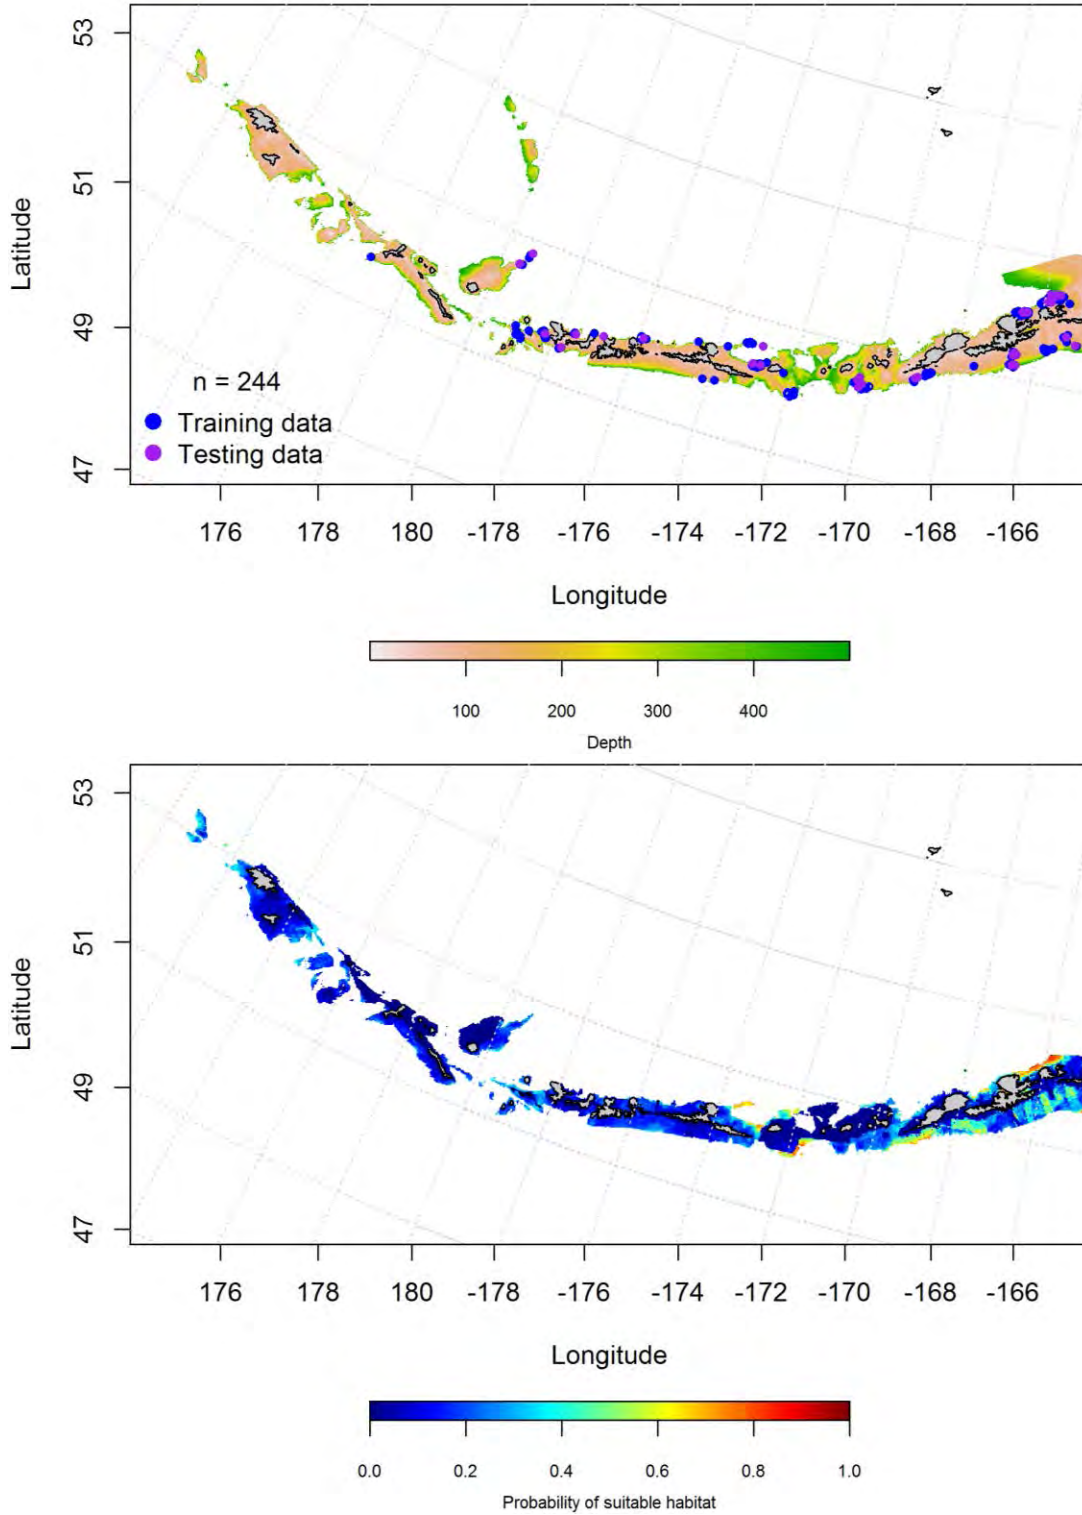 53
51
49
47
Latitude
n = 244
Training data
Testing data
176 178 180 -178 -176 -174 -172 -170 -168 -166
Longitude
100 200 300 400
Depth
53
51
49
47
Latitude
176 178 180 -178 -176 -174 -172 -170 -168 -166
Longitude
0.0 0.2 0.4 0.6 0.8 1.0
Probability of suitable habitat